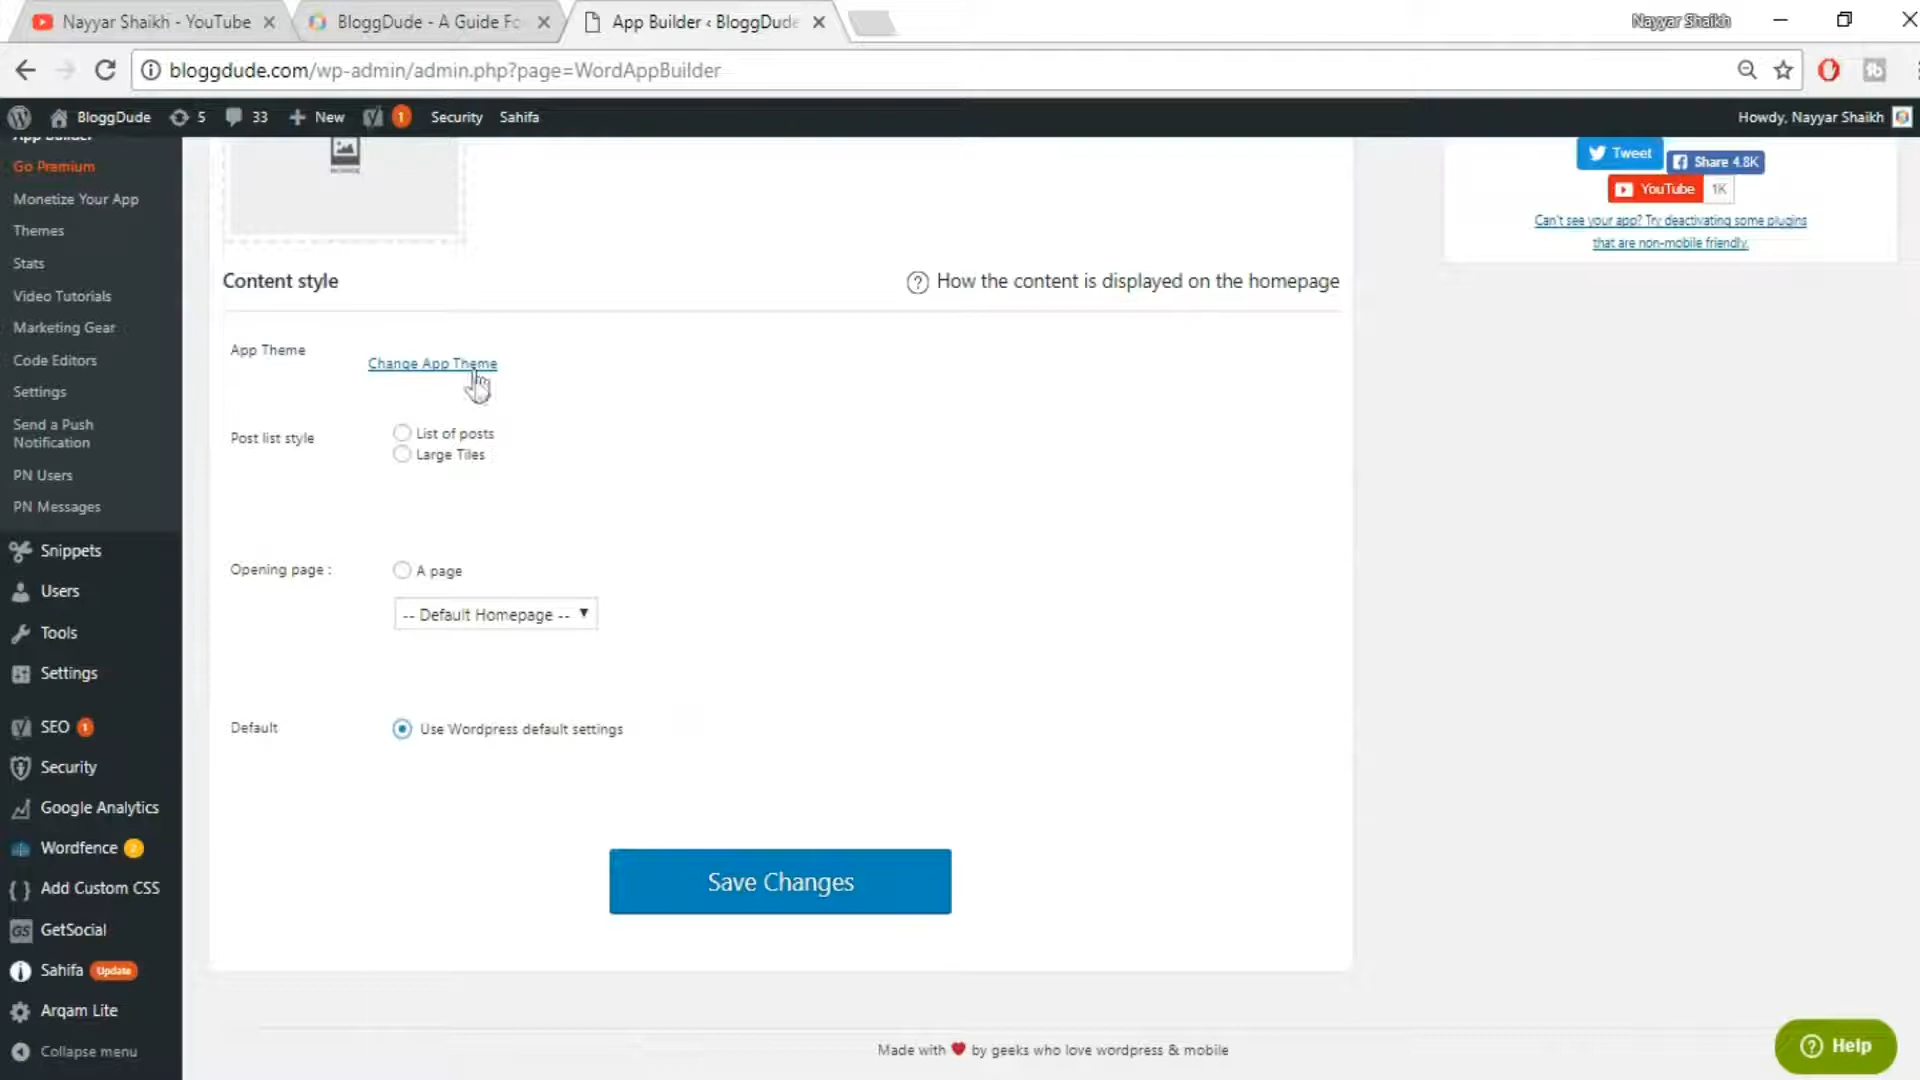 Nayyar Shaikh - YouTube
BloggDude - A Guide Fo
App Builder ‹ BloggDude
Nayyar Shaikh
bloggdude.com/wp-admin/admin.php?page=WordAppBuilder
BloggDude
5
33
New
1
Security
Sahifa
Howdy, Nayyar Shaikh
App Builder
Go Premium
Monetize Your App
Themes
Stats
Video Tutorials
Marketing Gear
Code Editors
Settings
Send a Push
Notification
PN Users
PN Messages
Snippets
Users
Tools
Settings
SEO 1
Security
Google Analytics
Wordfence 2
Add Custom CSS
GS GetSocial
Sahifa Update
Arqam Lite
Collapse menu
Content style
? How the content is displayed on the homepage
App Theme
Change App Theme
Post list style
List of posts
Large Tiles
Opening page :
A page
-- Default Homepage --
Default
Use Wordpress default settings
Save Changes
Tweet
Share 4.8K
YouTube 1K
Can't see your app? Try deactivating some plugins
that are non-mobile friendly.
Made with ❤ by geeks who love wordpress & mobile
? Help